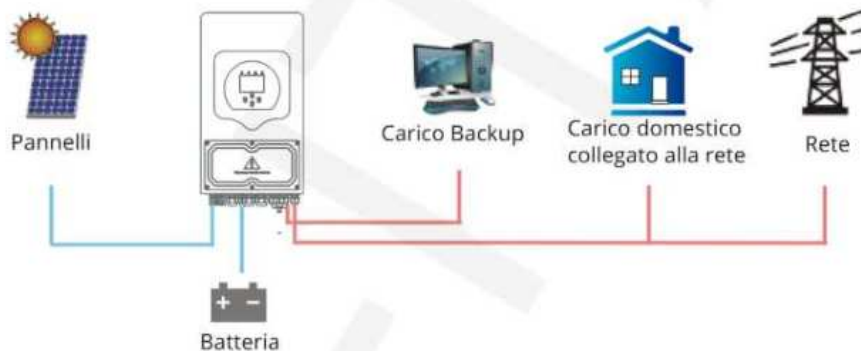 Pannelli
Carico Backup
Carico domestico
collegato alla rete
Rete
Batteria